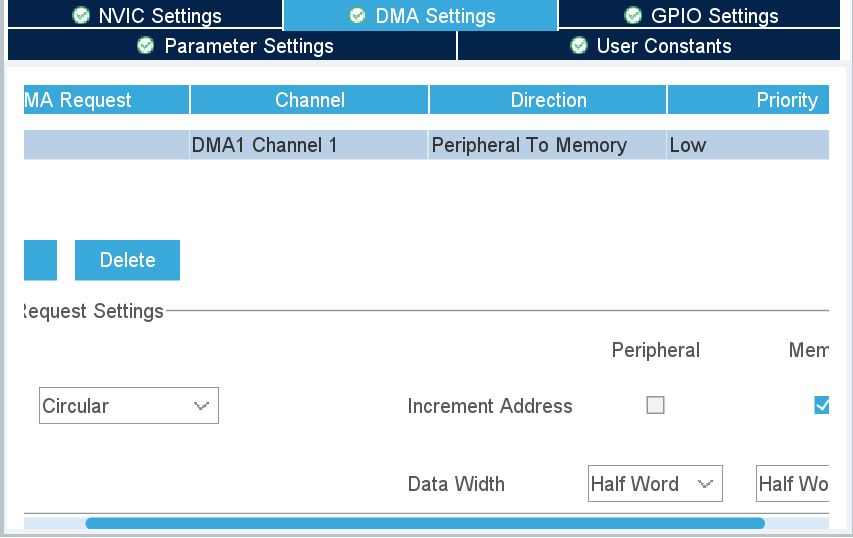 NVIC Settings DMA Settings GPIO Settings
Parameter Settings User Constants
MA Request Channel Direction Priority
DMA1 Channel 1 Peripheral To Memory Low
Delete
Request Settings
Peripheral Mem
Circular Increment Address
Data Width Half Word Half Wo